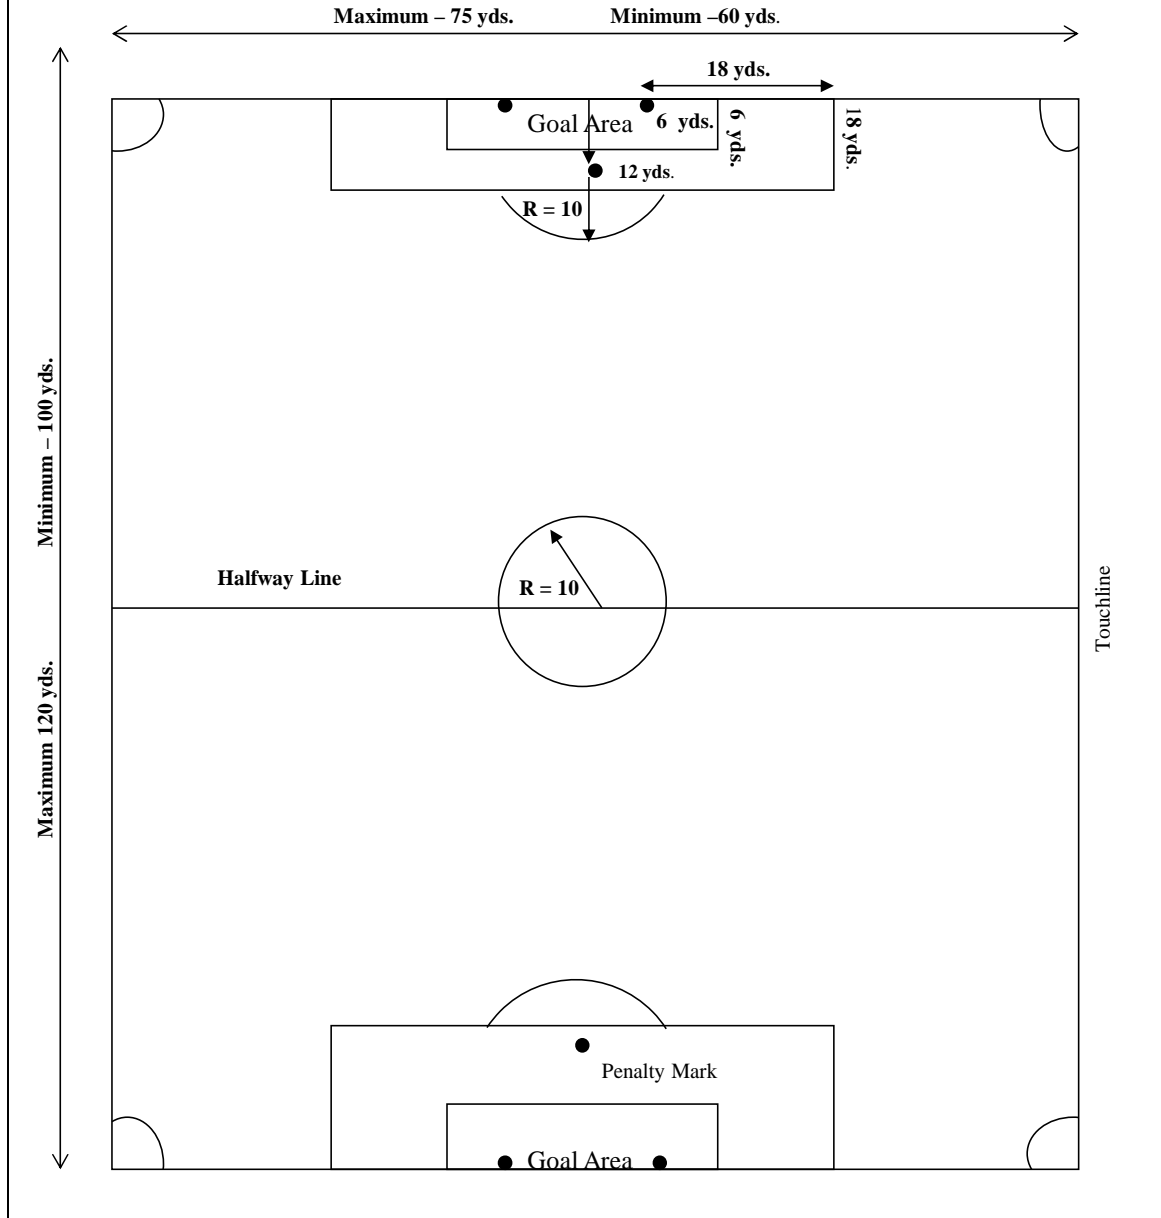 Maximum – 75 yds.
Minimum –60 yds.
18 yds.
Goal Area
6 yds.
6 yds.
18 yds.
12 yds.
R = 10
Minimum – 100 yds.
Halfway Line
R = 10
Touchline
Maximum 120 yds.
Penalty Mark
Goal Area